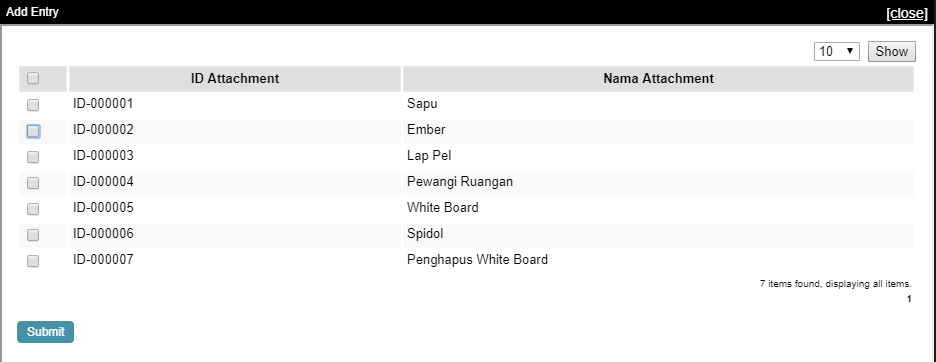 Add Entry [close]
10 Show
ID Attachment Nama Attachment
ID-000001 Sapu
ID-000002 Ember
ID-000003 Lap Pel
ID-000004 Pewangi Ruangan
ID-000005 White Board
ID-000006 Spidol
ID-000007 Penghapus White Board
7 items found, displaying all items.
1
Submit